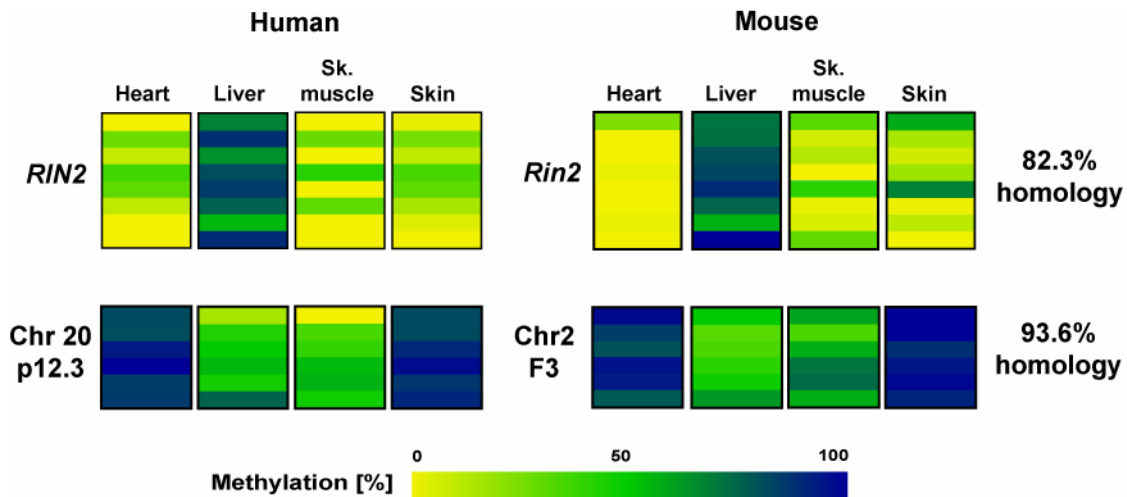 Human
Mouse
Heart
Liver
Sk.
muscle
Skin
Heart
Liver
Sk.
muscle
Skin
RIN2
Rin2
82.3%
homology
Chr 20
p12.3
Chr2
F3
93.6%
homology
0
50
100
Methylation [%]